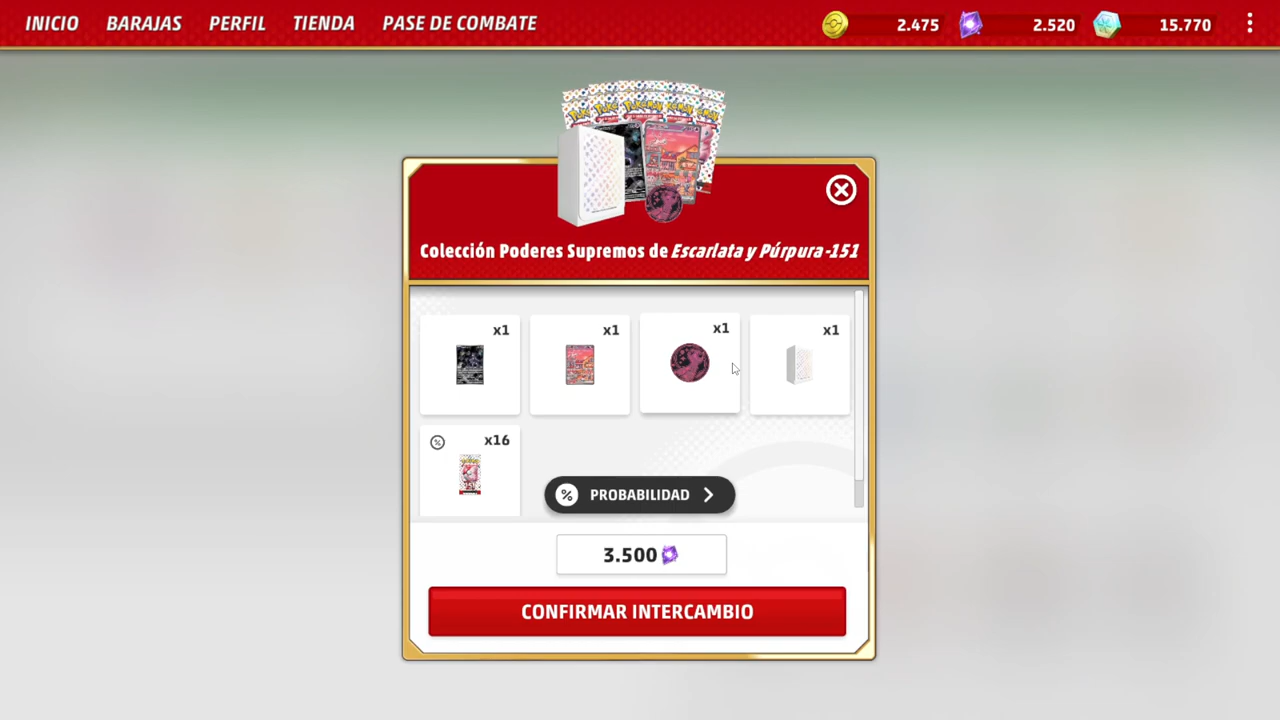 INICIO BARAJAS PERFIL TIENDA PASE DE COMBATE 2.475 2.520 15.770
Pokémon
Colección Poderes Supremos de Escarlata y Púrpura-151
x1 x1 x1 x1
% x16
% PROBABILIDAD
3.500
CONFIRMAR INTERCAMBIO